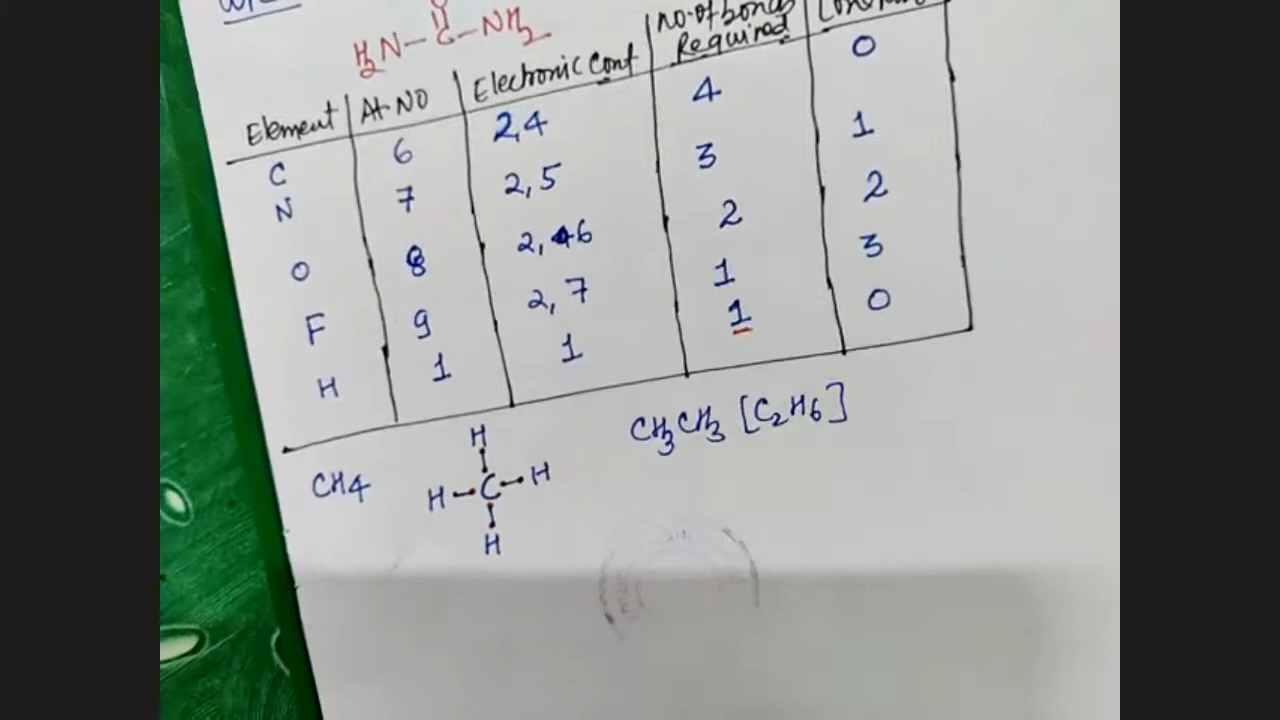 O
H₂N-C-NH₂
Element At. NO Electronic Conf no. of bonds Required
C 6 2,4 4 0
N 7 2,5 3 1
O 8 2,6 2 2
F 9 2,7 1 3
H 1 1 1 0
CH₃CH₃ [C₂H₆]
H
CH4 H-C-H
H